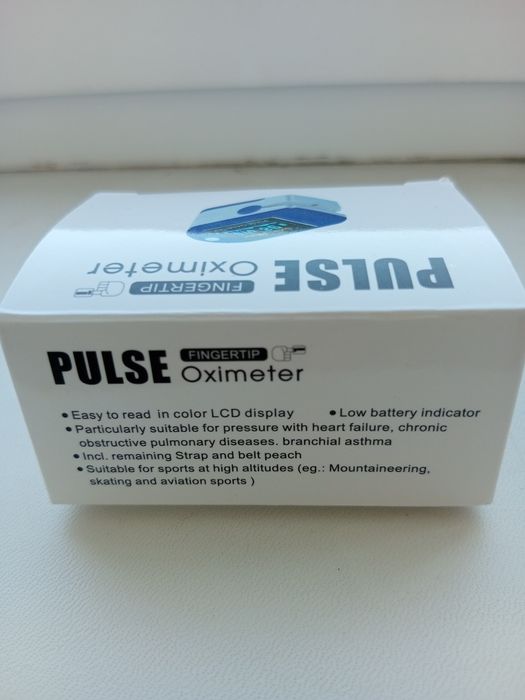 PULSE FINGERTIP
Oximeter
PULSE FINGERTIP
Oximeter
• Easy to read in color LCD display • Low battery indicator
• Particularly suitable for pressure with heart failure, chronic
obstructive pulmonary diseases. branchial asthma
• Incl. remaining Strap and belt peach
• Suitable for sports at high altitudes (eg.: Mountaineering,
skating and aviation sports )